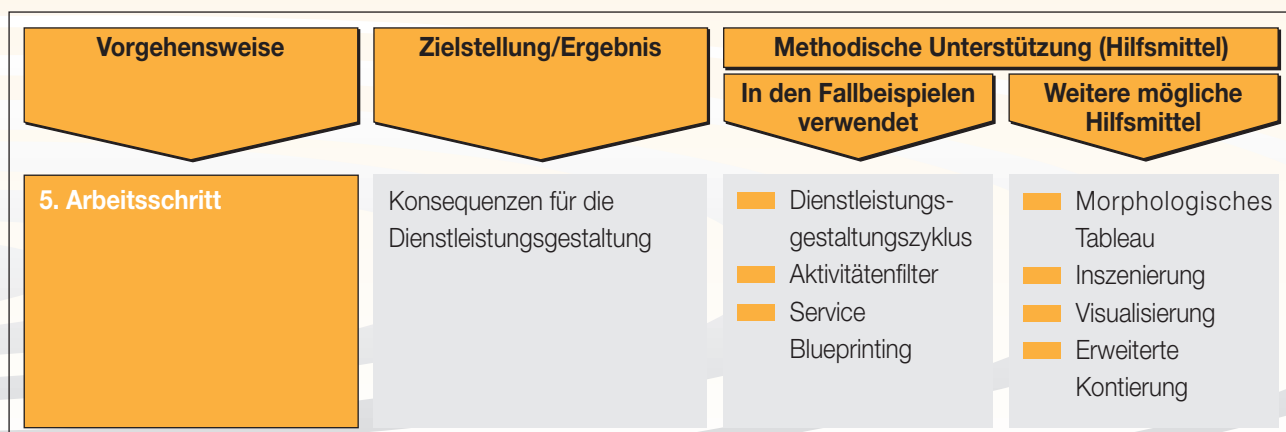 Vorgehensweise
Zielstellung/Ergebnis
Methodische Unterstützung (Hilfsmittel)
In den Fallbeispielen
verwendet
Weitere mögliche
Hilfsmittel
5. Arbeitsschritt
Konsequenzen für die
Dienstleistungsgestaltung
Dienstleistungs-
gestaltungszyklus
Aktivitätenfilter
Service
Blueprinting
Morphologisches
Tableau
Inszenierung
Visualisierung
Erweiterte
Kontierung